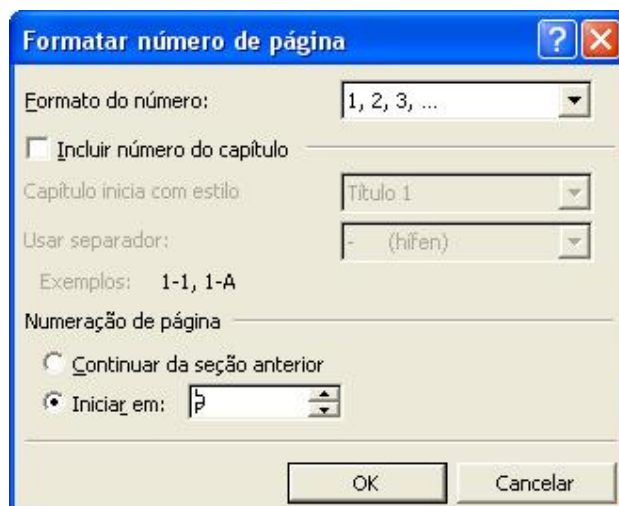 Formatar número de página
Formato do número: 1, 2, 3, ...
Incluir número do capítulo
Capítulo inicia com estilo Título 1
Usar separador: - (hífen)
Exemplos: 1-1, 1-A
Numeração de página
Continuar da seção anterior
Iniciar em:
OK Cancelar